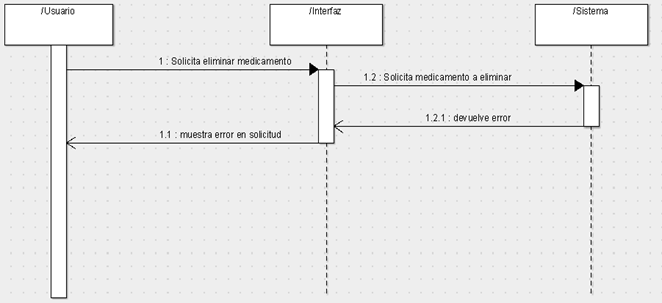 /Usuario
/Interfaz
/Sistema
1 : Solicita eliminar medicamento
1.2 : Solicita medicamento a eliminar
1.2.1 : devuelve error
1.1 : muestra error en solicitud